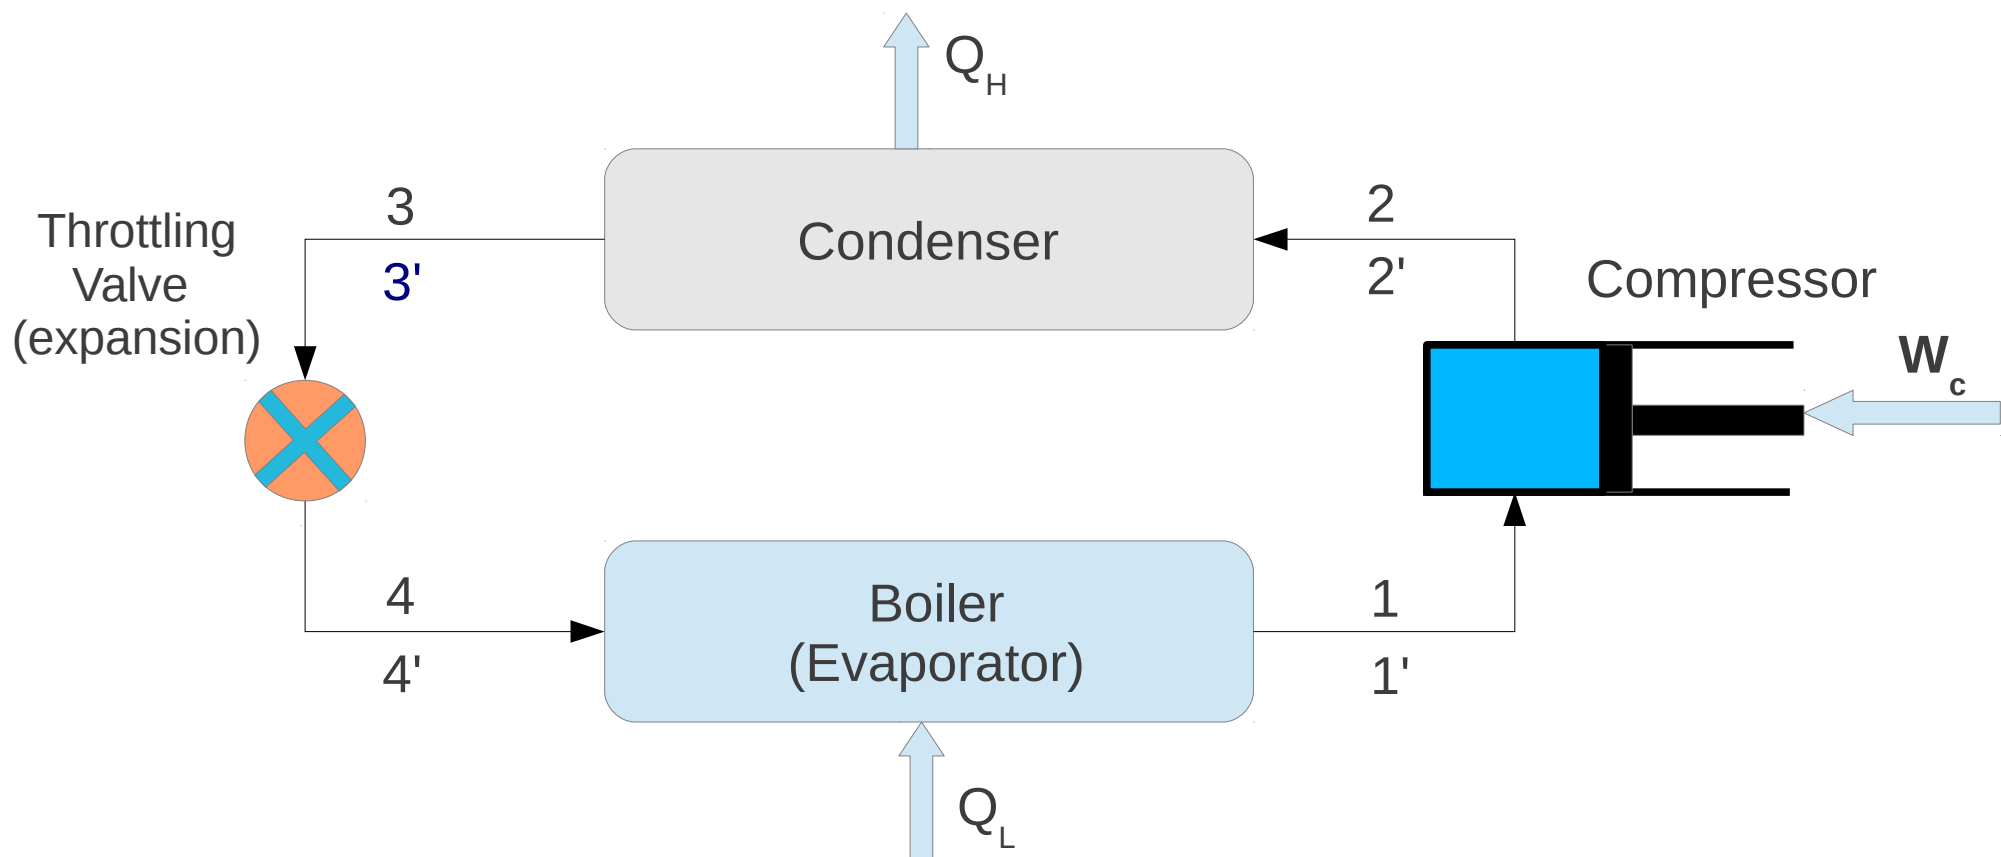 Q_H
3
2
Throttling
Valve
(expansion)
Condenser
3'
2'
Compressor
W_c
4
Boiler
(Evaporator)
1
4'
1'
Q_L